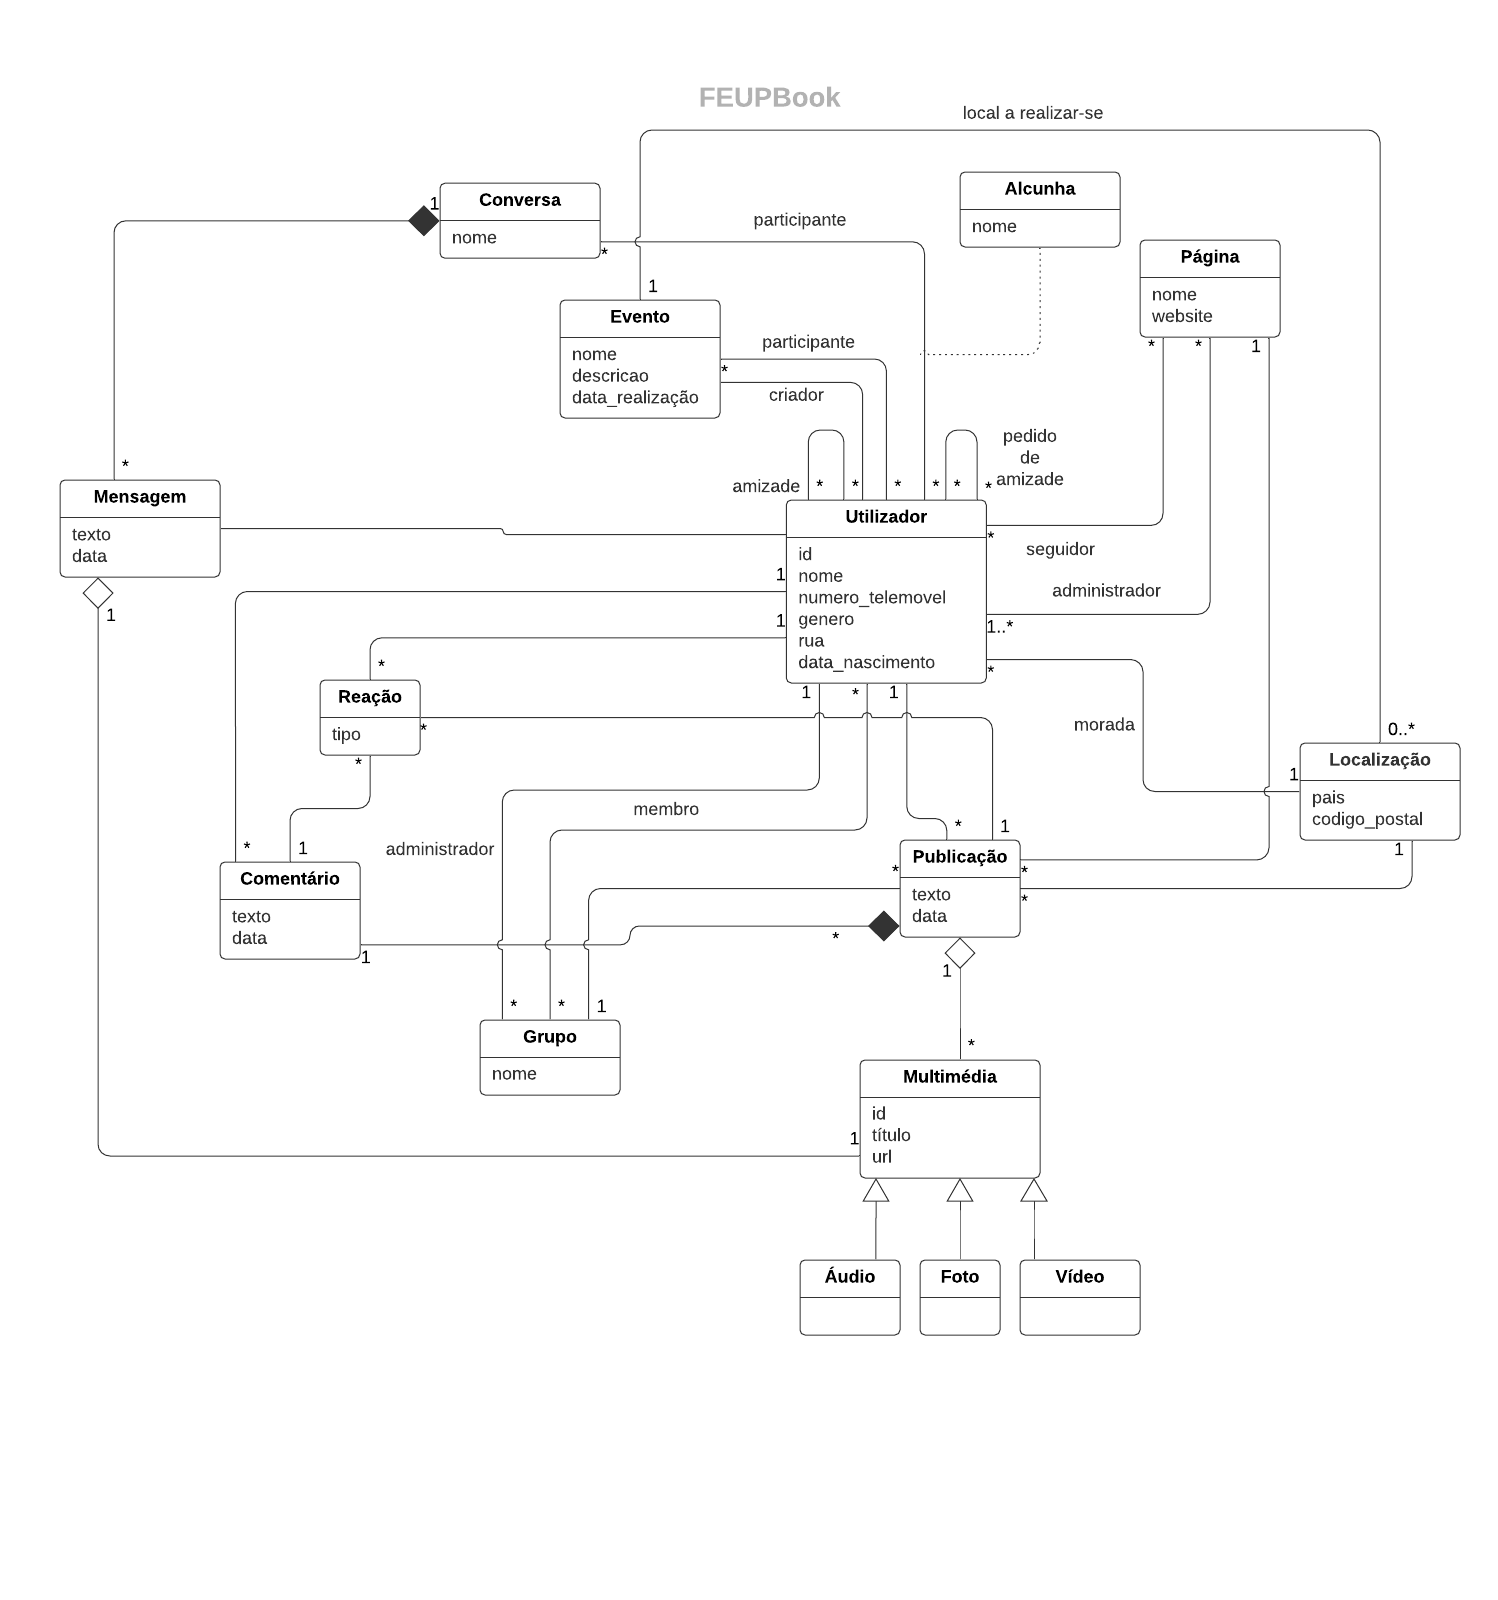 FEUPBook
local a realizar-se
Alcunha
nome
Conversa
nome
1
*
participante
Página
nome
website
*
*
1
1
Evento
nome
descricao
data_realização
*
participante
criador
pedido
de
amizade
amizade
*
*
*
*
*
*
*
Mensagem
texto
data
1
Utilizador
id
nome
numero_telemovel
genero
rua
data_nascimento
1
1
*
seguidor
administrador
1..*
*
1
*
1
morada
0..*
1
Localização
pais
codigo_postal
1
*
Reação
tipo
*
*
membro
administrador
*
1
Comentário
texto
data
1
*
1
*
Publicação
texto
data
*
*
*
1
*
*
1
Grupo
nome
*
Multimédia
id
título
url
1
Áudio
Foto
Vídeo